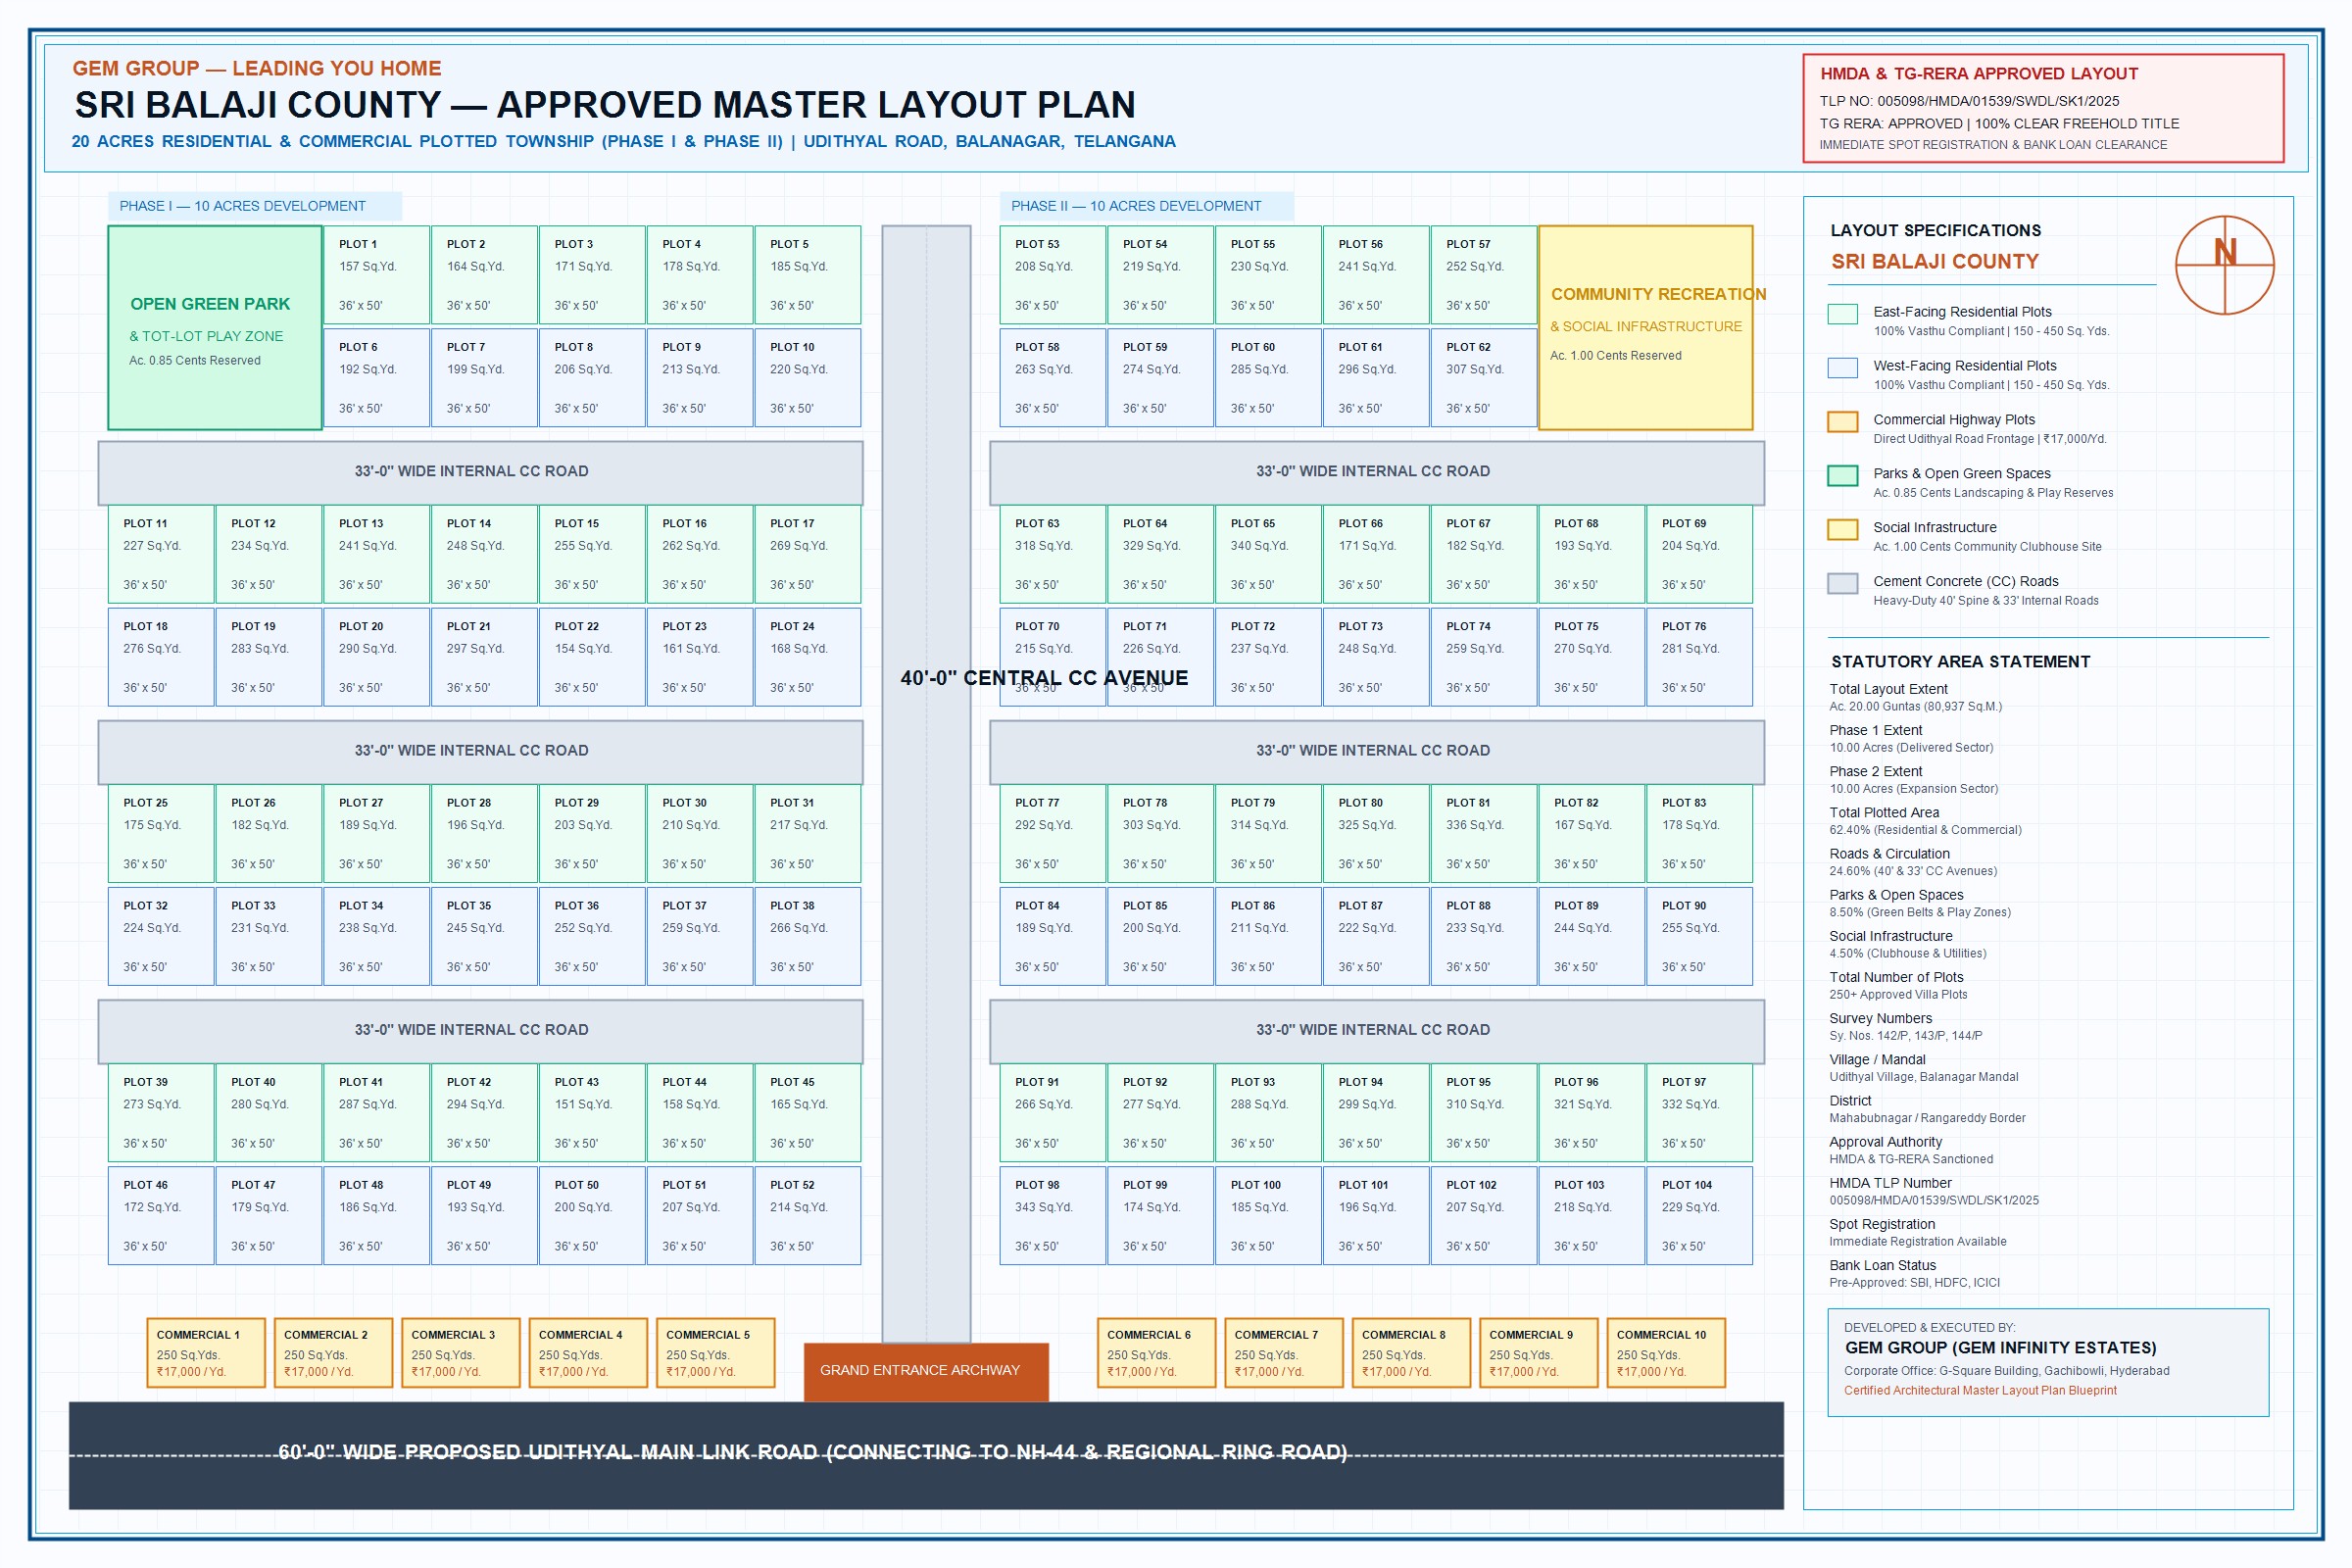 GEM GROUP — LEADING YOU HOME
SRI BALAJI COUNTY — APPROVED MASTER LAYOUT PLAN
20 ACRES RESIDENTIAL & COMMERCIAL PLOTTED TOWNSHIP (PHASE I & PHASE II) | UDITHYAL ROAD, BALANAGAR, TELANGANA
HMDA & TG-RERA APPROVED LAYOUT
TLP NO: 005098/HMDA/01539/SWDL/SK1/2025
TG RERA: APPROVED | 100% CLEAR FREEHOLD TITLE
IMMEDIATE SPOT REGISTRATION & BANK LOAN CLEARANCE
PHASE I — 10 ACRES DEVELOPMENT
OPEN GREEN PARK
& TOT-LOT PLAY ZONE
Ac. 0.85 Cents Reserved
PLOT 1 PLOT 2 PLOT 3 PLOT 4 PLOT 5
157 Sq.Yd. 164 Sq.Yd. 171 Sq.Yd. 178 Sq.Yd. 185 Sq.Yd.
36' x 50' 36' x 50' 36' x 50' 36' x 50' 36' x 50'
PLOT 6 PLOT 7 PLOT 8 PLOT 9 PLOT 10
192 Sq.Yd. 199 Sq.Yd. 206 Sq.Yd. 213 Sq.Yd. 220 Sq.Yd.
36' x 50' 36' x 50' 36' x 50' 36' x 50' 36' x 50'
33'-0" WIDE INTERNAL CC ROAD
PLOT 11 PLOT 12 PLOT 13 PLOT 14 PLOT 15 PLOT 16 PLOT 17
227 Sq.Yd. 234 Sq.Yd. 241 Sq.Yd. 248 Sq.Yd. 255 Sq.Yd. 262 Sq.Yd. 269 Sq.Yd.
36' x 50' 36' x 50' 36' x 50' 36' x 50' 36' x 50' 36' x 50' 36' x 50'
PLOT 18 PLOT 19 PLOT 20 PLOT 21 PLOT 22 PLOT 23 PLOT 24
276 Sq.Yd. 283 Sq.Yd. 290 Sq.Yd. 297 Sq.Yd. 154 Sq.Yd. 161 Sq.Yd. 168 Sq.Yd.
36' x 50' 36' x 50' 36' x 50' 36' x 50' 36' x 50' 36' x 50' 36' x 50'
33'-0" WIDE INTERNAL CC ROAD
PLOT 25 PLOT 26 PLOT 27 PLOT 28 PLOT 29 PLOT 30 PLOT 31
175 Sq.Yd. 182 Sq.Yd. 189 Sq.Yd. 196 Sq.Yd. 203 Sq.Yd. 210 Sq.Yd. 217 Sq.Yd.
36' x 50' 36' x 50' 36' x 50' 36' x 50' 36' x 50' 36' x 50' 36' x 50'
PLOT 32 PLOT 33 PLOT 34 PLOT 35 PLOT 36 PLOT 37 PLOT 38
224 Sq.Yd. 231 Sq.Yd. 238 Sq.Yd. 245 Sq.Yd. 252 Sq.Yd. 259 Sq.Yd. 266 Sq.Yd.
36' x 50' 36' x 50' 36' x 50' 36' x 50' 36' x 50' 36' x 50' 36' x 50'
33'-0" WIDE INTERNAL CC ROAD
PLOT 39 PLOT 40 PLOT 41 PLOT 42 PLOT 43 PLOT 44 PLOT 45
273 Sq.Yd. 280 Sq.Yd. 287 Sq.Yd. 294 Sq.Yd. 151 Sq.Yd. 158 Sq.Yd. 165 Sq.Yd.
36' x 50' 36' x 50' 36' x 50' 36' x 50' 36' x 50' 36' x 50' 36' x 50'
PLOT 46 PLOT 47 PLOT 48 PLOT 49 PLOT 50 PLOT 51 PLOT 52
172 Sq.Yd. 179 Sq.Yd. 186 Sq.Yd. 193 Sq.Yd. 200 Sq.Yd. 207 Sq.Yd. 214 Sq.Yd.
36' x 50' 36' x 50' 36' x 50' 36' x 50' 36' x 50' 36' x 50' 36' x 50'
40'-0" CENTRAL CC AVENUE
PHASE II — 10 ACRES DEVELOPMENT
PLOT 53 PLOT 54 PLOT 55 PLOT 56 PLOT 57
208 Sq.Yd. 219 Sq.Yd. 230 Sq.Yd. 241 Sq.Yd. 252 Sq.Yd.
36' x 50' 36' x 50' 36' x 50' 36' x 50' 36' x 50'
PLOT 58 PLOT 59 PLOT 60 PLOT 61 PLOT 62
263 Sq.Yd. 274 Sq.Yd. 285 Sq.Yd. 296 Sq.Yd. 307 Sq.Yd.
36' x 50' 36' x 50' 36' x 50' 36' x 50' 36' x 50'
COMMUNITY RECREATION
& SOCIAL INFRASTRUCTURE
Ac. 1.00 Cents Reserved
33'-0" WIDE INTERNAL CC ROAD
PLOT 63 PLOT 64 PLOT 65 PLOT 66 PLOT 67 PLOT 68 PLOT 69
318 Sq.Yd. 329 Sq.Yd. 340 Sq.Yd. 171 Sq.Yd. 182 Sq.Yd. 193 Sq.Yd. 204 Sq.Yd.
36' x 50' 36' x 50' 36' x 50' 36' x 50' 36' x 50' 36' x 50' 36' x 50'
PLOT 70 PLOT 71 PLOT 72 PLOT 73 PLOT 74 PLOT 75 PLOT 76
215 Sq.Yd. 226 Sq.Yd. 237 Sq.Yd. 248 Sq.Yd. 259 Sq.Yd. 270 Sq.Yd. 281 Sq.Yd.
36' x 50' 36' x 50' 36' x 50' 36' x 50' 36' x 50' 36' x 50' 36' x 50'
33'-0" WIDE INTERNAL CC ROAD
PLOT 77 PLOT 78 PLOT 79 PLOT 80 PLOT 81 PLOT 82 PLOT 83
292 Sq.Yd. 303 Sq.Yd. 314 Sq.Yd. 325 Sq.Yd. 336 Sq.Yd. 167 Sq.Yd. 178 Sq.Yd.
36' x 50' 36' x 50' 36' x 50' 36' x 50' 36' x 50' 36' x 50' 36' x 50'
PLOT 84 PLOT 85 PLOT 86 PLOT 87 PLOT 88 PLOT 89 PLOT 90
189 Sq.Yd. 200 Sq.Yd. 211 Sq.Yd. 222 Sq.Yd. 233 Sq.Yd. 244 Sq.Yd. 255 Sq.Yd.
36' x 50' 36' x 50' 36' x 50' 36' x 50' 36' x 50' 36' x 50' 36' x 50'
33'-0" WIDE INTERNAL CC ROAD
PLOT 91 PLOT 92 PLOT 93 PLOT 94 PLOT 95 PLOT 96 PLOT 97
266 Sq.Yd. 277 Sq.Yd. 288 Sq.Yd. 299 Sq.Yd. 310 Sq.Yd. 321 Sq.Yd. 332 Sq.Yd.
36' x 50' 36' x 50' 36' x 50' 36' x 50' 36' x 50' 36' x 50' 36' x 50'
PLOT 98 PLOT 99 PLOT 100 PLOT 101 PLOT 102 PLOT 103 PLOT 104
343 Sq.Yd. 174 Sq.Yd. 185 Sq.Yd. 196 Sq.Yd. 207 Sq.Yd. 218 Sq.Yd. 229 Sq.Yd.
36' x 50' 36' x 50' 36' x 50' 36' x 50' 36' x 50' 36' x 50' 36' x 50'
COMMERCIAL 1 COMMERCIAL 2 COMMERCIAL 3 COMMERCIAL 4 COMMERCIAL 5
250 Sq.Yds. 250 Sq.Yds. 250 Sq.Yds. 250 Sq.Yds. 250 Sq.Yds.
₹17,000 / Yd. ₹17,000 / Yd. ₹17,000 / Yd. ₹17,000 / Yd. ₹17,000 / Yd.
GRAND ENTRANCE ARCHWAY
COMMERCIAL 6 COMMERCIAL 7 COMMERCIAL 8 COMMERCIAL 9 COMMERCIAL 10
250 Sq.Yds. 250 Sq.Yds. 250 Sq.Yds. 250 Sq.Yds. 250 Sq.Yds.
₹17,000 / Yd. ₹17,000 / Yd. ₹17,000 / Yd. ₹17,000 / Yd. ₹17,000 / Yd.
60'-0" WIDE PROPOSED UDITHYAL MAIN LINK ROAD (CONNECTING TO NH-44 & REGIONAL RING ROAD)
LAYOUT SPECIFICATIONS
SRI BALAJI COUNTY
N
East-Facing Residential Plots
100% Vasthu Compliant | 150 - 450 Sq. Yds.
West-Facing Residential Plots
100% Vasthu Compliant | 150 - 450 Sq. Yds.
Commercial Highway Plots
Direct Udithyal Road Frontage | ₹17,000/Yd.
Parks & Open Green Spaces
Ac. 0.85 Cents Landscaping & Play Reserves
Social Infrastructure
Ac. 1.00 Cents Community Clubhouse Site
Cement Concrete (CC) Roads
Heavy-Duty 40' Spine & 33' Internal Roads
STATUTORY AREA STATEMENT
Total Layout Extent
Ac. 20.00 Guntas (80,937 Sq.M.)
Phase 1 Extent
10.00 Acres (Delivered Sector)
Phase 2 Extent
10.00 Acres (Expansion Sector)
Total Plotted Area
62.40% (Residential & Commercial)
Roads & Circulation
24.60% (40' & 33' CC Avenues)
Parks & Open Spaces
8.50% (Green Belts & Play Zones)
Social Infrastructure
4.50% (Clubhouse & Utilities)
Total Number of Plots
250+ Approved Villa Plots
Survey Numbers
Sy. Nos. 142/P, 143/P, 144/P
Village / Mandal
Udithyal Village, Balanagar Mandal
District
Mahabubnagar / Rangareddy Border
Approval Authority
HMDA & TG-RERA Sanctioned
HMDA TLP Number
005098/HMDA/01539/SWDL/SK1/2025
Spot Registration
Immediate Registration Available
Bank Loan Status
Pre-Approved: SBI, HDFC, ICICI
DEVELOPED & EXECUTED BY:
GEM GROUP (GEM INFINITY ESTATES)
Corporate Office: G-Square Building, Gachibowli, Hyderabad
Certified Architectural Master Layout Plan Blueprint